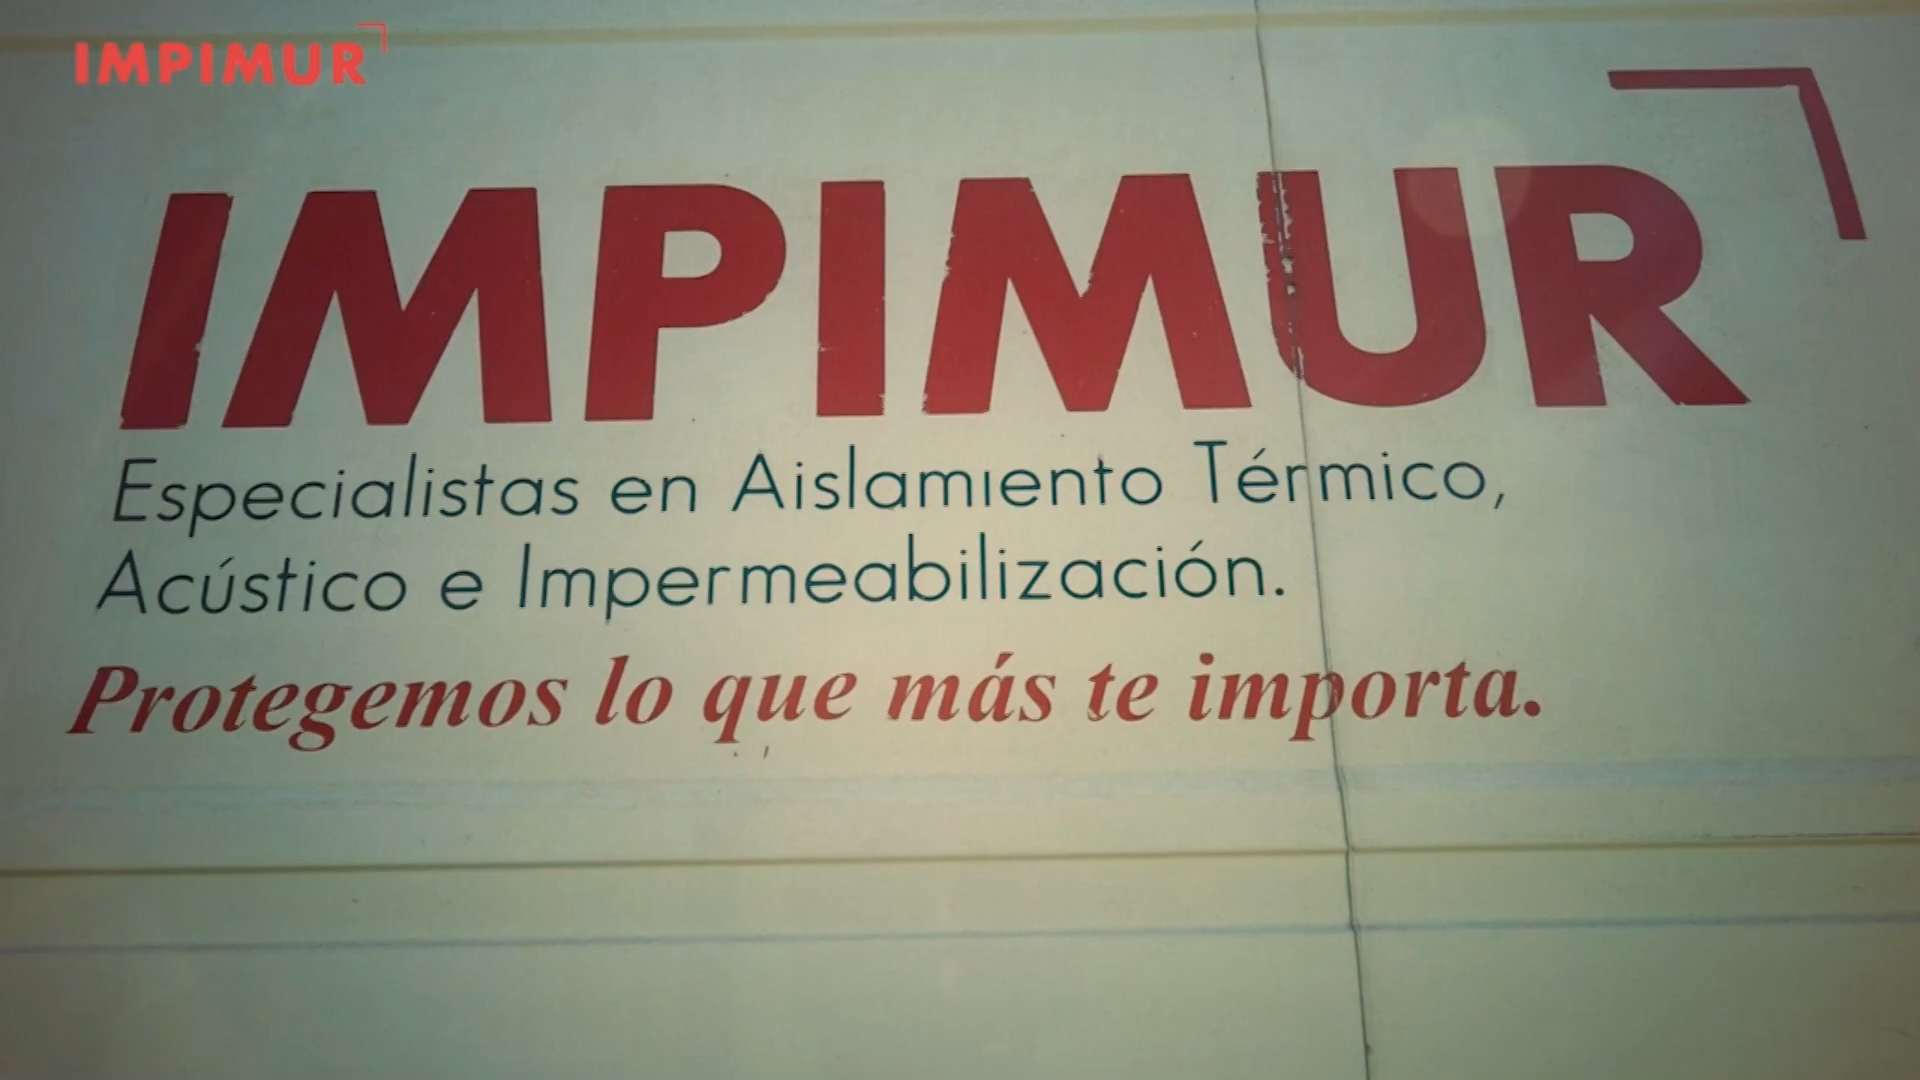 IMPIMUR
IMPIMUR
Especialistas en Aislamiento Térmico,
Acústico e Impermeabilización.
Protegemos lo que más te importa.